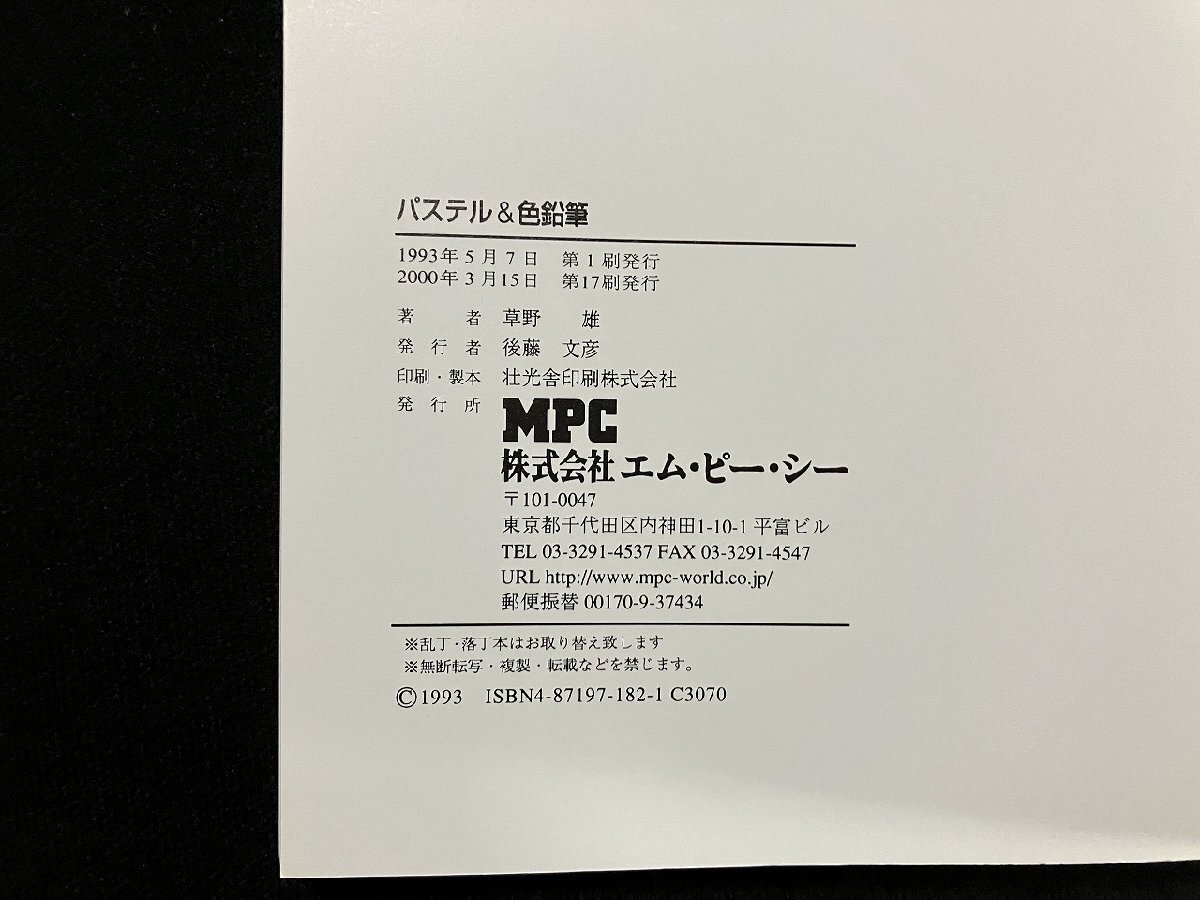 パステル&色鉛筆
1993年5月7日 第1刷発行
2000年3月15日 第17刷発行
著者 草野 雄
発行者 後藤 文彦
印刷・製本 壮光舎印刷株式会社
発行所 MPC
株式会社エム・ピー・シー
〒101-0047
東京都千代田区内神田1-10-1 平富ビル
TEL 03-3291-4537 FAX 03-3291-4547
URL http://www.mpc-world.co.jp/
郵便振替 00170-9-37434
※乱丁・落丁本はお取り替え致します
※無断転写・複製・転載などを禁じます。
©1993 ISBN4-87197-182-1 C3070